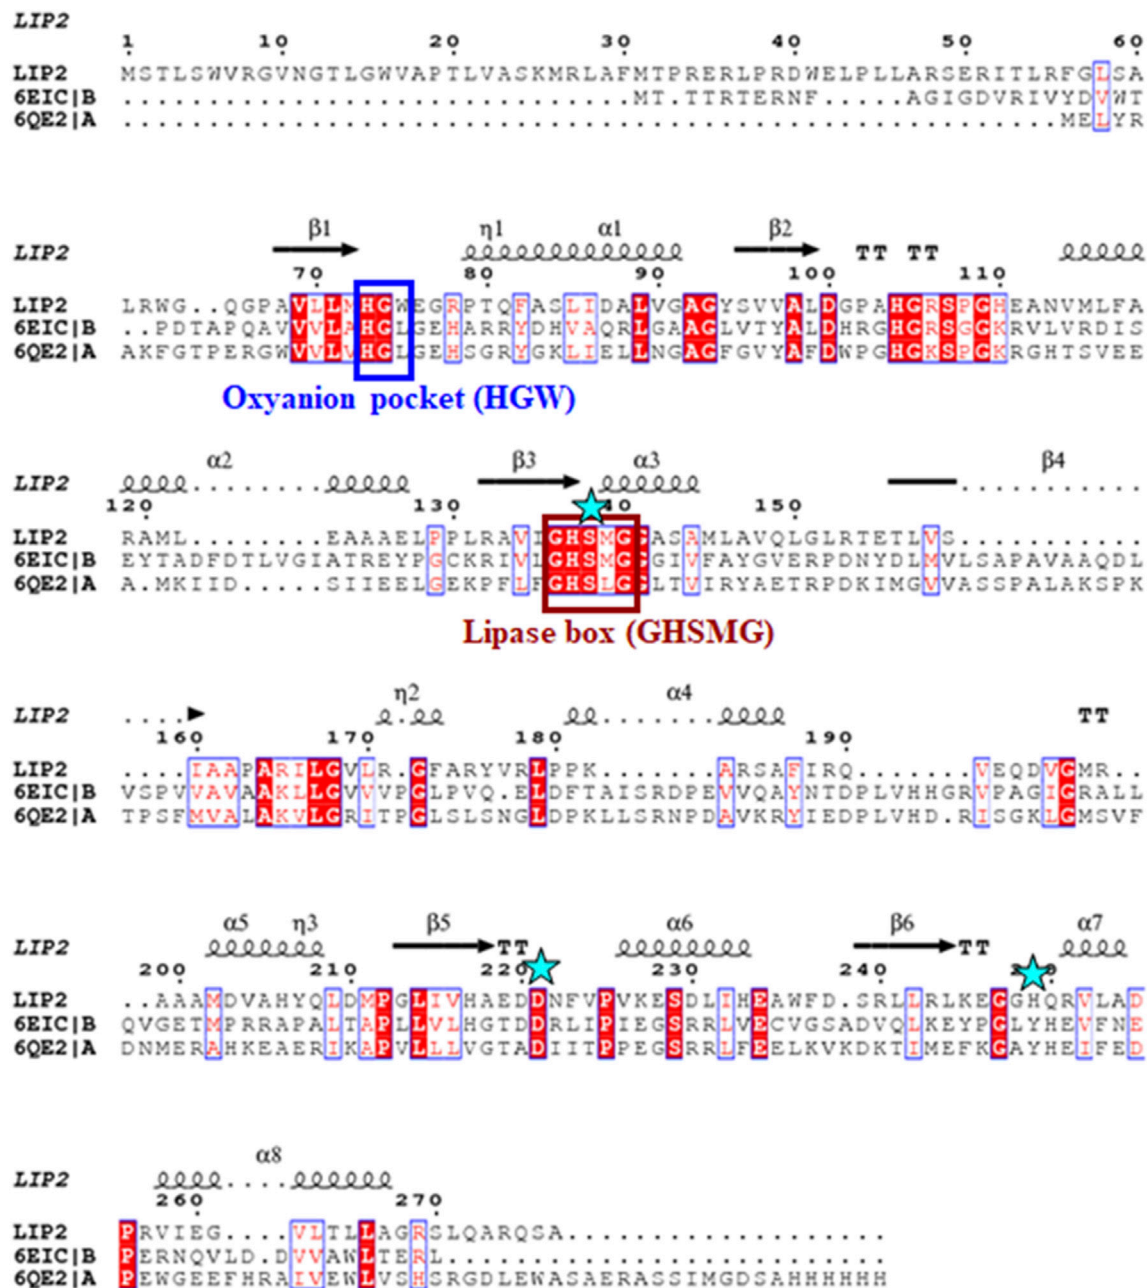 LIP2
1 10 20 30 40 50 60
LIP2 MSTLSWVRGVNGTLGWVAPTLVASKMRLAFMTPRERLPRDWELPLLARSERITLRFGLSA
6EIC|B ..............................MT.TTRTERNF.....AGIGDVRIVYDVWT
6QE2|A .......................................................MELYR
β1 η1 α1 β2
LIP2 TT TT
70 80 90 100 110
LIP2 LRWG..QGPAVLLMHGWEGRPTQFASLIDALVGAGYSVVALDGPAHGRSPGHEANVMLFA
6EIC|B ..PDTAPQAVVVLAHGLGEHARRYDHVAQRLGAAGLVTYALDHRGHGRSGGKRVLVRDIS
6QE2|A AKFGTPERGWVVLVHGLGEHSGRYGKLIELLNGAGFGVYAFDWPGHGKSPGKRGHTSVEE
Oxyanion pocket (HGW)
α2 β3 α3 β4
LIP2
120 130 40 150
LIP2 RAML........EAAAELPPLRAVIGHSMGGASAMLAVQLGLRTETLVS...........
6EIC|B EYTADFDTLVGIATREYPGCKRIVLGHSMGGGIVFAYGVERPDNYDLMVLSAPAVAAQDL
6QE2|A A.MKIID.....SIIEELGEKPFLFGHSLGGLTVIRYAETRPDKIMGVVASSPALAKSPK
Lipase box (GHSMG)
η2 α4
LIP2 TT
160 170 180 190
LIP2 ....IAAPARILGVLR.GFARYVRLPPK.......ARSAFIRQ.......VEQDVGMR..
6EIC|B VSPVVAVAAKLLGVVVPGLPVQ.ELDFTAISRDPEVVQAYNTDPLVHHGRVPAGIGRALL
6QE2|A TPSFMVALAKVLGRITPGLSLSNGLDPKLLSRNPDAVKRYIEDPLVHD.RISGKLGMSVF
α5 η3 β5 α6 β6 α7
LIP2 TT TT
200 210 220 230 240
LIP2 ..AAAMDVAHYQLDMPGLIVHAEDDNFVPVKESDLIHEAWFD.SRLLRLKEGGHQRVLAD
6EIC|B QVGETMPRRAPALTAPLLVLHGTDDRLIPIEGSRRLVECVGSADVQLKEYPGLYHEVFNE
6QE2|A DNMERAHKEAERIKAPVLLLVGTADIITPPEGSRRLFEELKVKDKTIMEFKGAYHEIFED
α8
LIP2
260 270
LIP2 PRVIEG....VLTLLAGRSLQARQSA...................
6EIC|B PERNQVLD.DVVAWLTERL..........................
6QE2|A PEWGEEFHRAIVEWLVSHSRGDLEWASAERASSIMGDSAHHHHHH